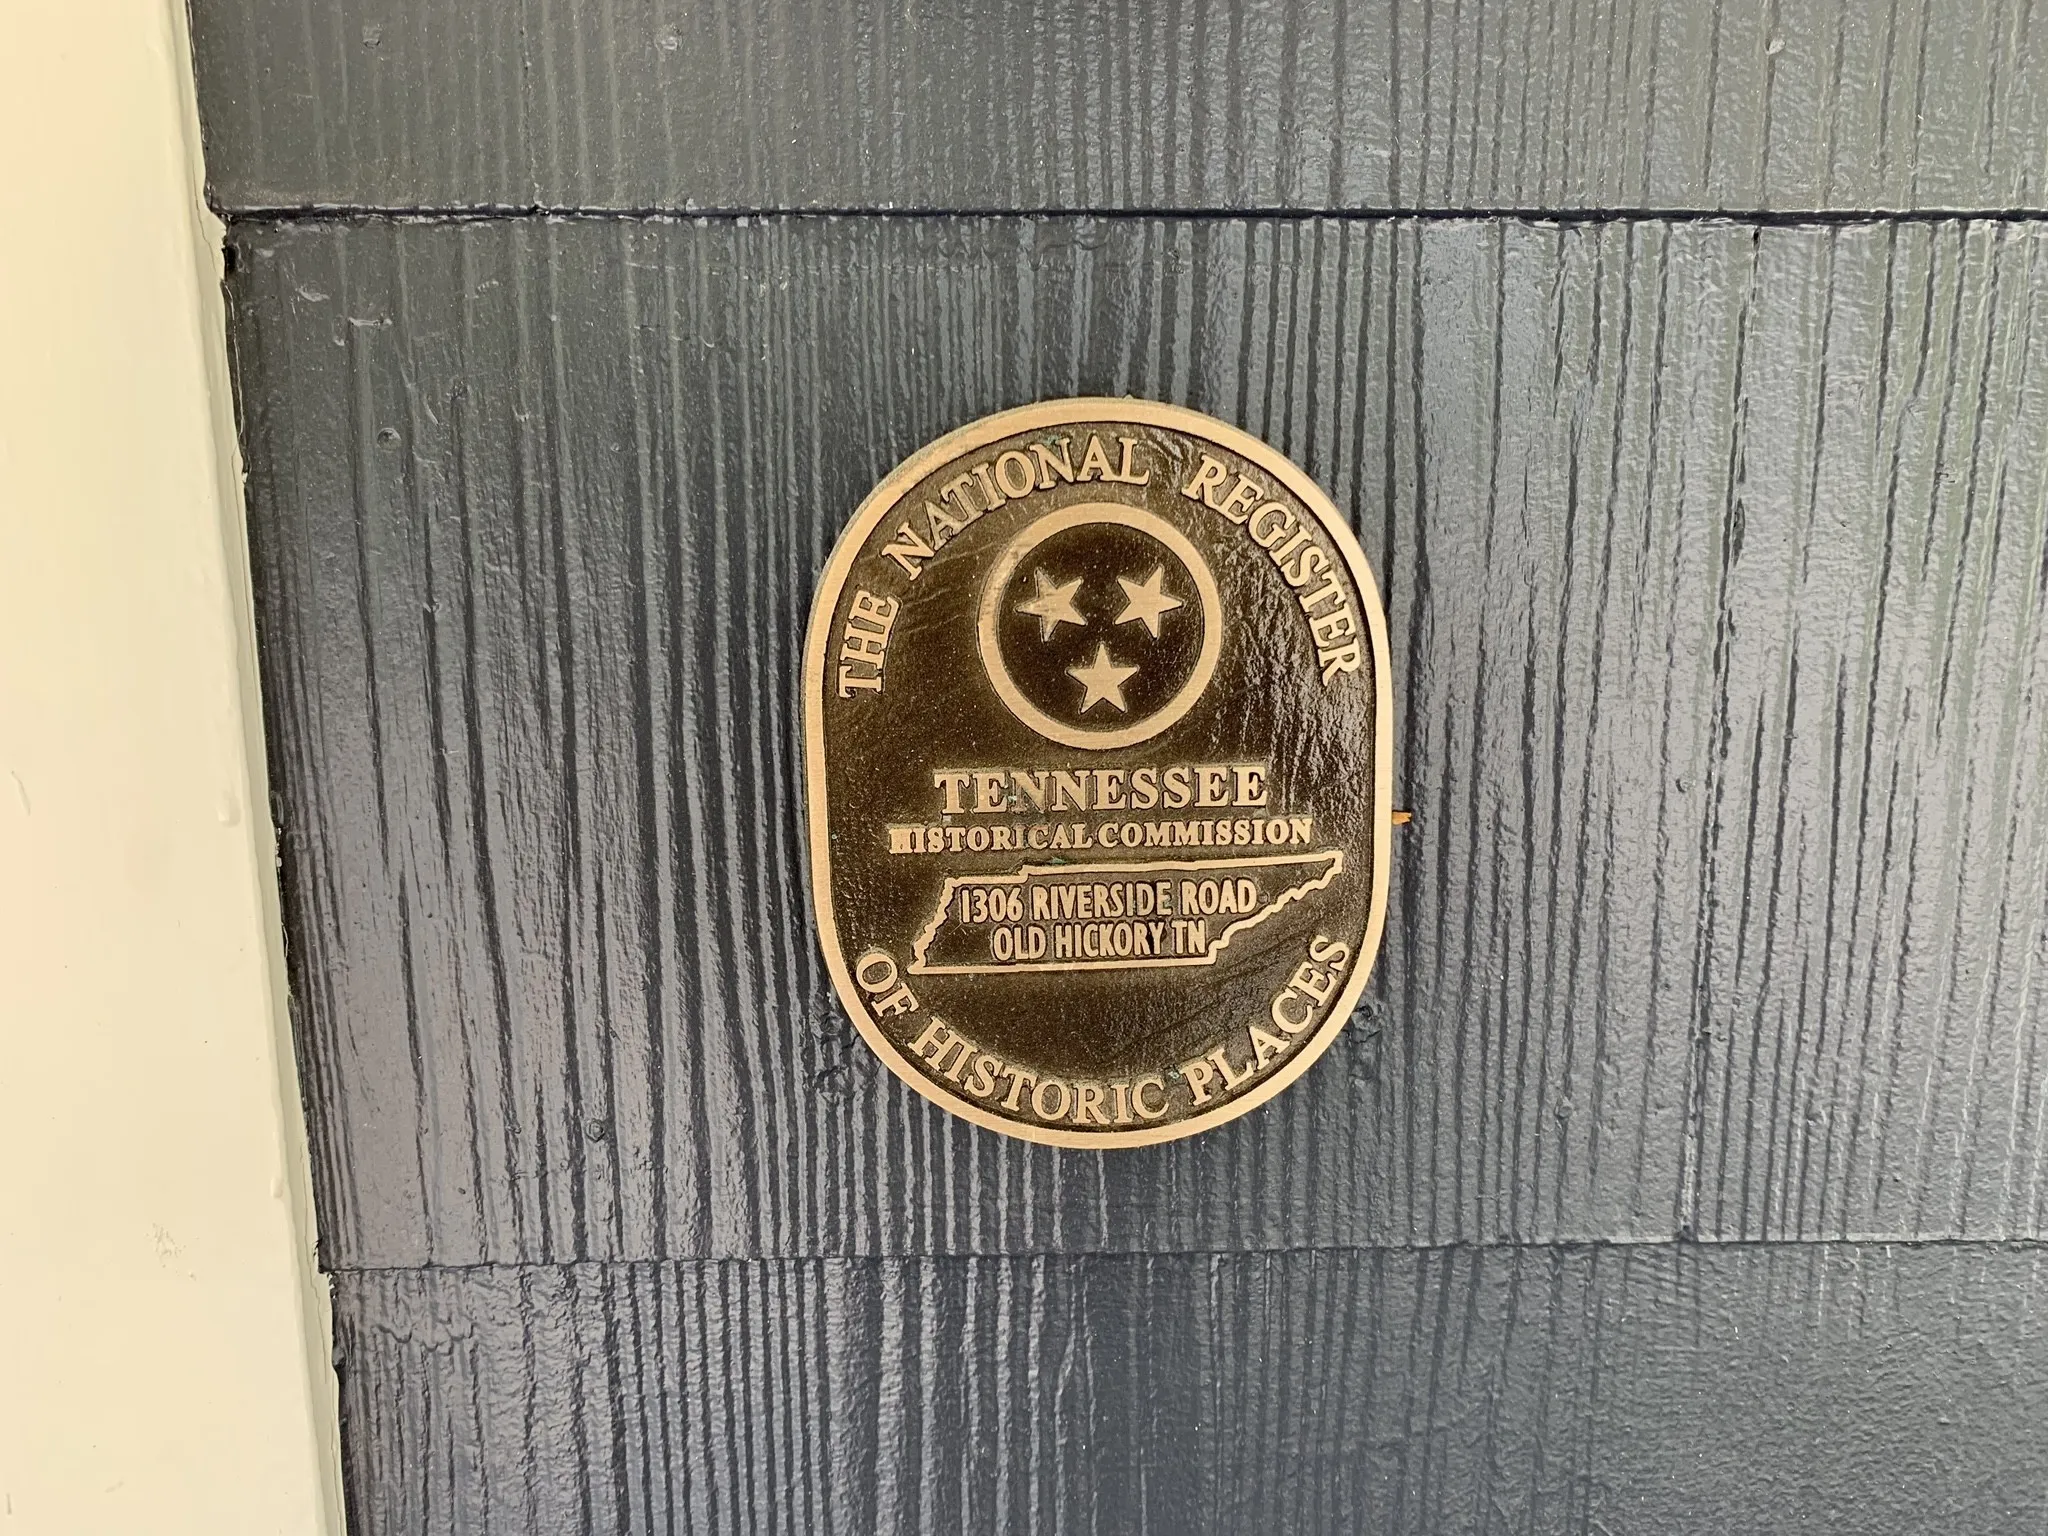 THE NATIONAL REGISTER
TENNESSEE
HISTORICAL COMMISSION
1306 RIVERSIDE ROAD
OLD HICKORY TN
OF HISTORIC PLACES